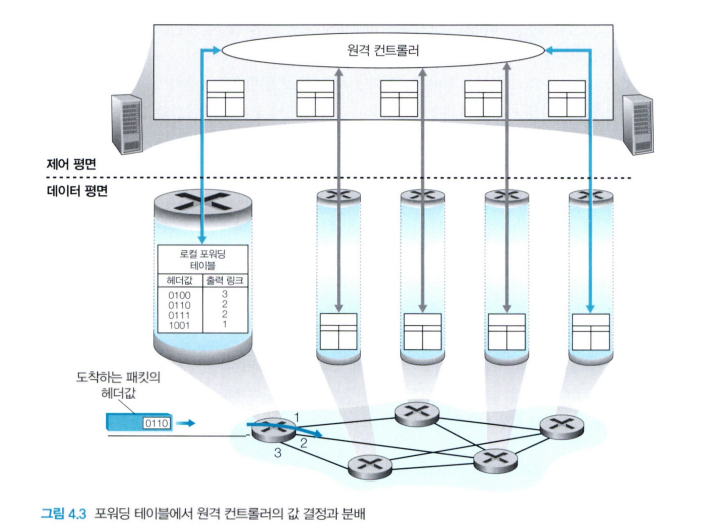 원격 컨트롤러
제어 평면
데이터 평면
로컬 포워딩
테이블
헤더값 출력 링크
0100 3
0110 2
0111 2
1001 1
도착하는 패킷의
헤더값
0110
1
2
3
그림 4.3 포워딩 테이블에서 원격 컨트롤러의 값 결정과 분배